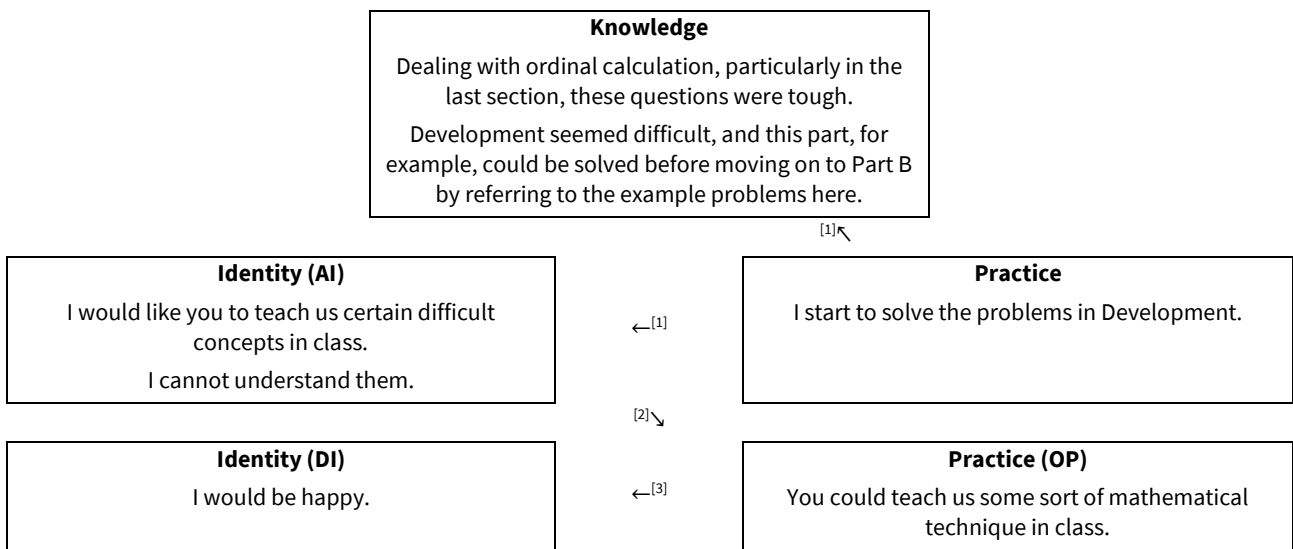 Knowledge
Dealing with ordinal calculation, particularly in the
last section, these questions were tough.
Development seemed difficult, and this part, for
example, could be solved before moving on to Part B
by referring to the example problems here.
[1]↖
Identity (AI)
I would like you to teach us certain difficult
concepts in class.
I cannot understand them.
←[1]
Practice
I start to solve the problems in Development.
[2]↘
Identity (DI)
I would be happy.
←[3]
Practice (OP)
You could teach us some sort of mathematical
technique in class.